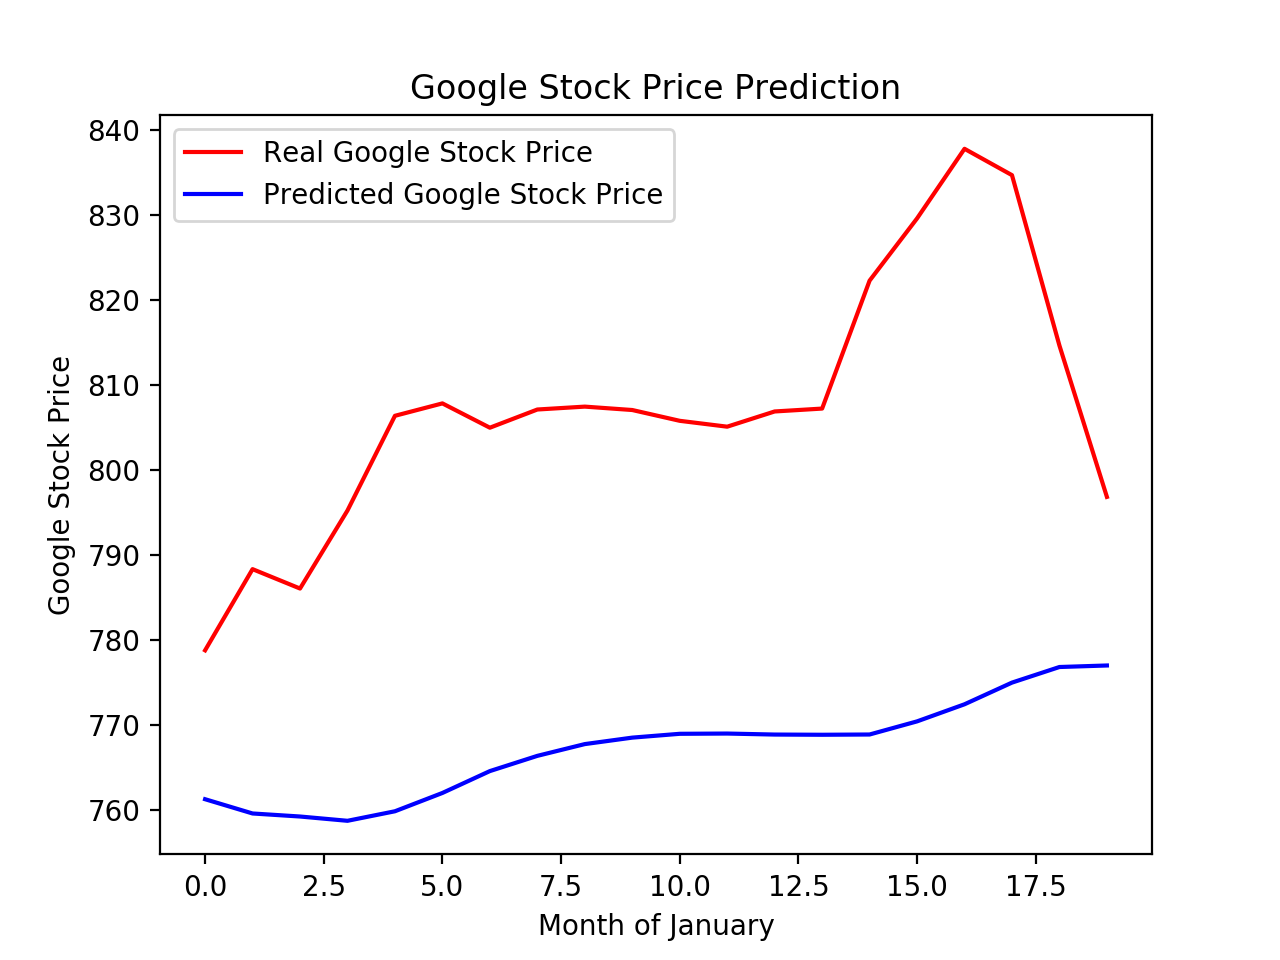 Google Stock Price Prediction
Real Google Stock Price
Predicted Google Stock Price
840
830
820
810
800
790
780
770
760
Google Stock Price
0.0 2.5 5.0 7.5 10.0 12.5 15.0 17.5
Month of January